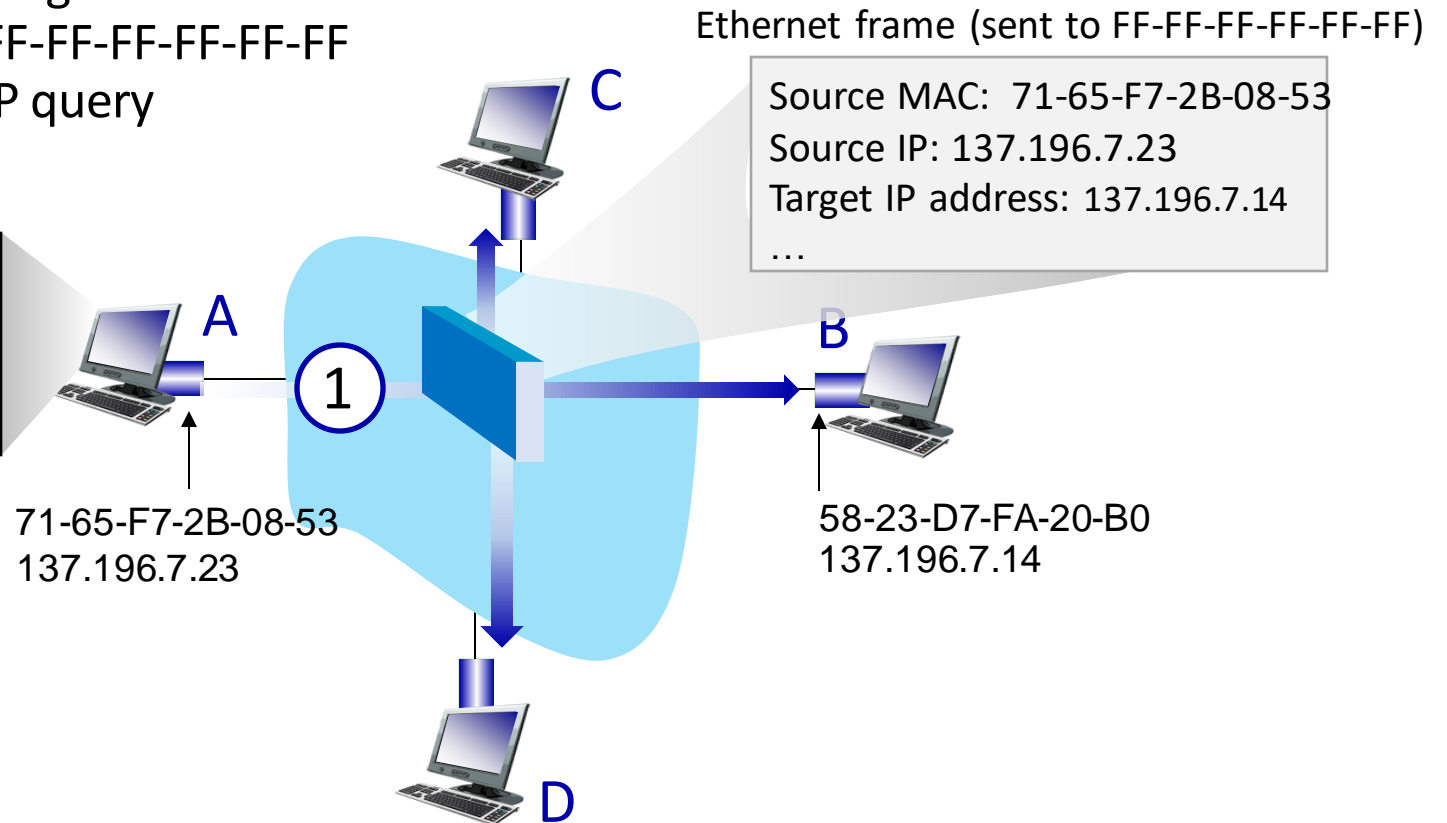 FF-FF-FF-FF-FF-FF
query
Ethernet frame (sent to FF-FF-FF-FF-FF-FF)
Source MAC: 71-65-F7-2B-08-53
Source IP: 137.196.7.23
Target IP address: 137.196.7.14
…
C
A
B
1
71-65-F7-2B-08-53
137.196.7.23
58-23-D7-FA-20-B0
137.196.7.14
D